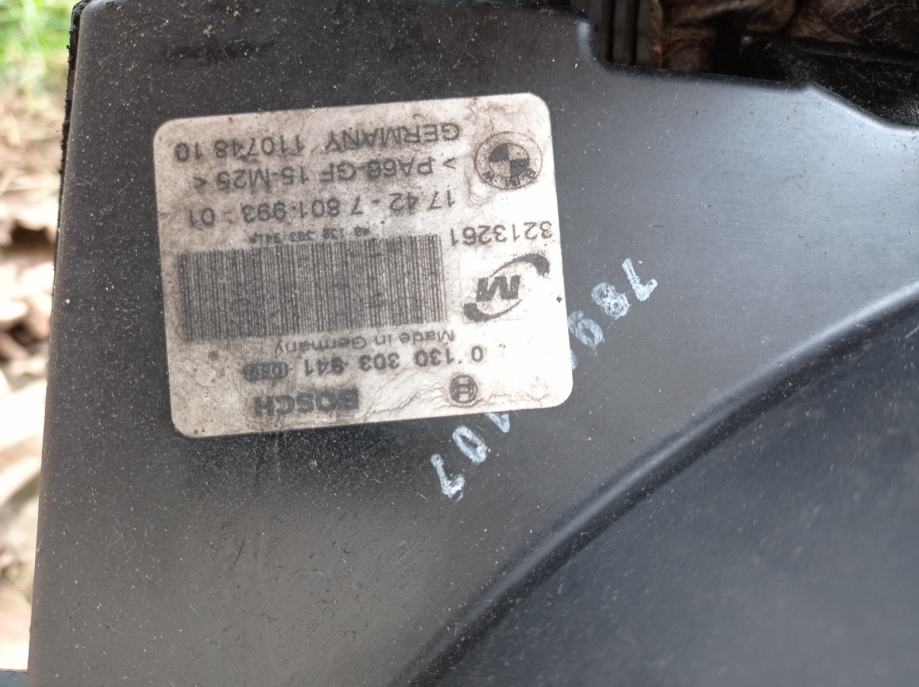 BOSCH
0 130 303 941
Made in Germany
M
3213261
17 42 - 7 801 993 - 01
> PA66-GF 15-M25 <
GERMANY 110748 10